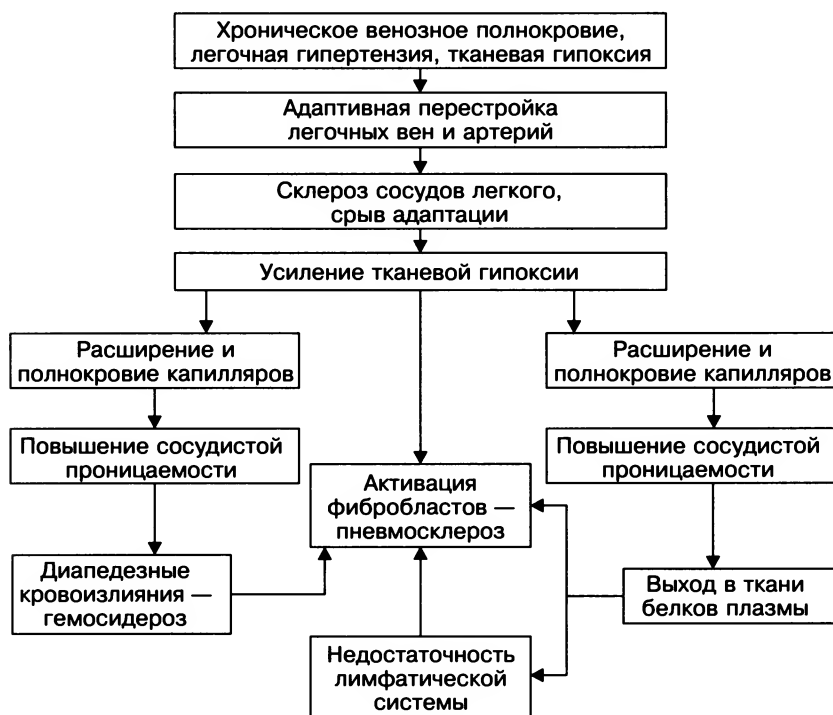 Хроническое венозное полнокровие,
легочная гипертензия, тканевая гипоксия
Адаптивная перестройка
легочных вен и артерий
Склероз сосудов легкого,
срыв адаптации
Усиление тканевой гипоксии
Расширение и
полнокровие капилляров
Расширение и
полнокровие капилляров
Повышение сосудистой
проницаемости
Повышение сосудистой
проницаемости
Активация
фибробластов —
пневмосклероз
Диапедезные
кровоизлияния —
гемосидероз
Выход в ткани
белков плазмы
Недостаточность
лимфатической
системы